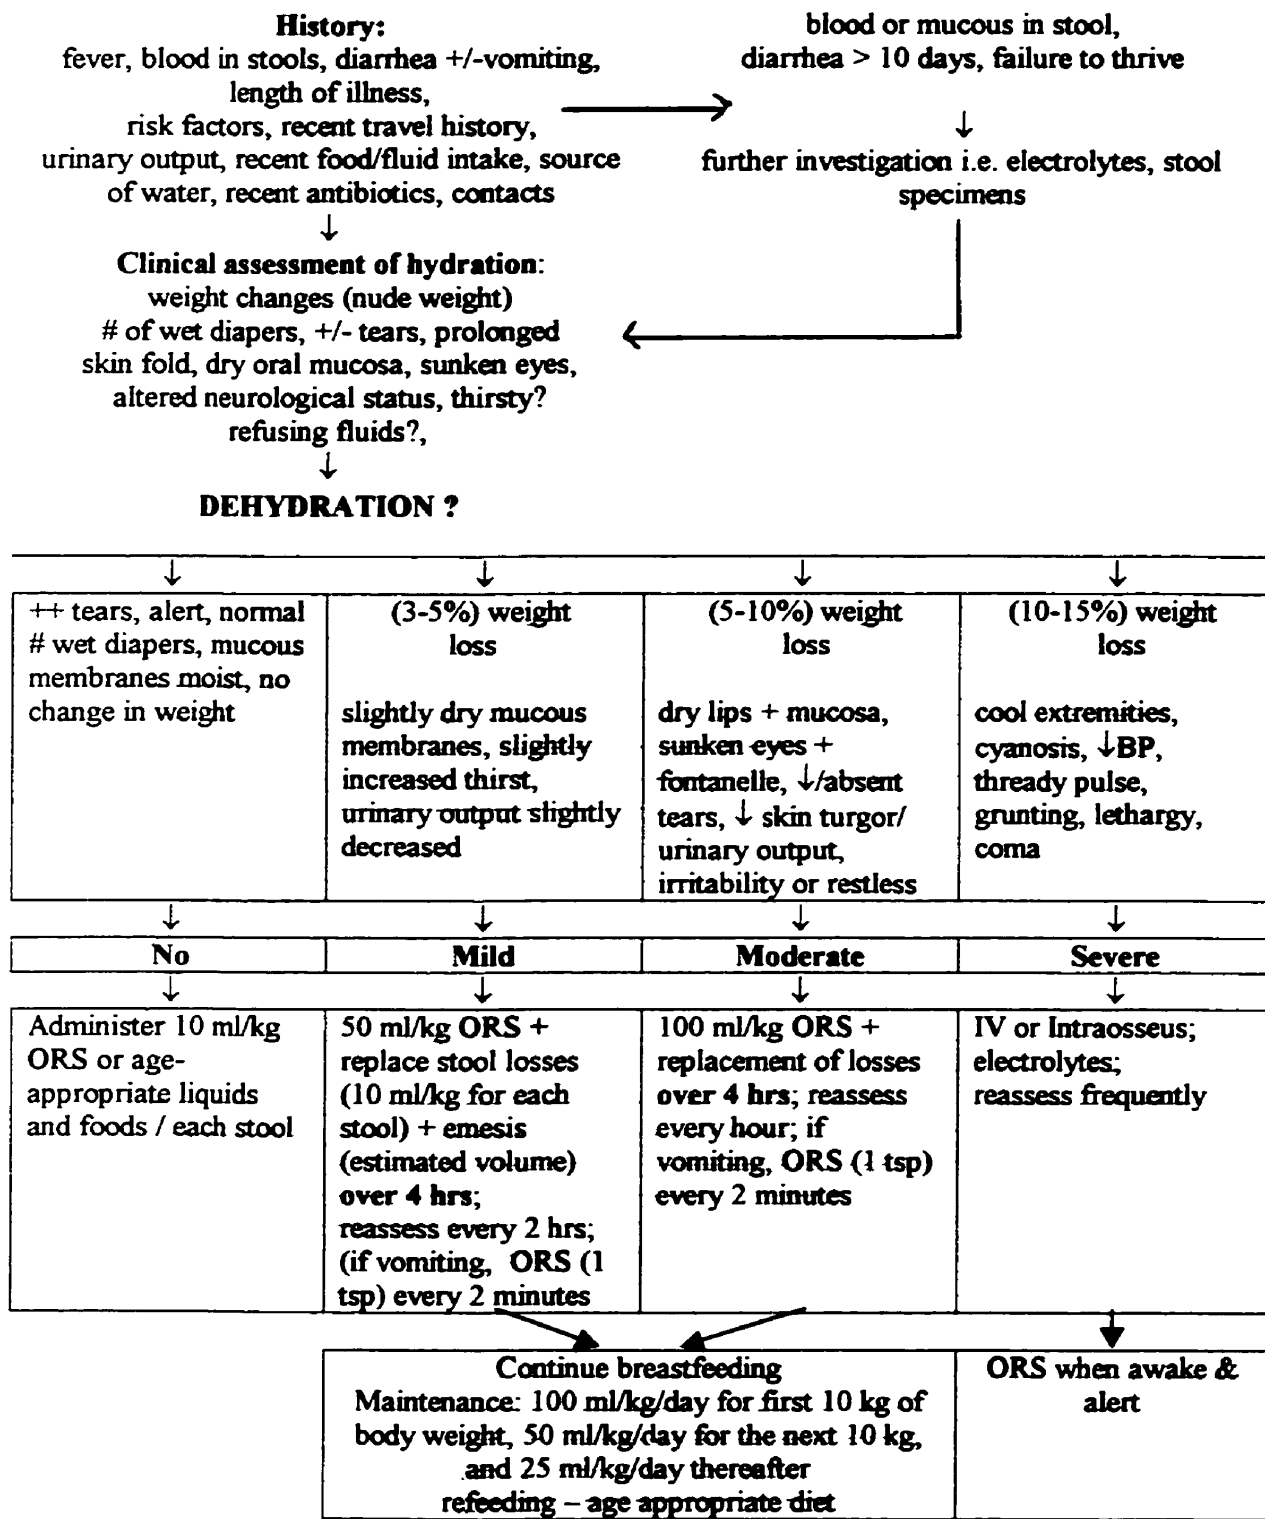 History:
fever, blood in stools, diarrhea +/-vomiting,
length of illness,
risk factors, recent travel history,
urinary output, recent food/fluid intake, source
of water, recent antibiotics, contacts
↓
blood or mucous in stool,
diarrhea > 10 days, failure to thrive
↓
further investigation i.e. electrolytes, stool
specimens
Clinical assessment of hydration:
weight changes (nude weight)
# of wet diapers, +/- tears, prolonged
skin fold, dry oral mucosa, sunken eyes,
altered neurological status, thirsty?
refusing fluids?,
↓
DEHYDRATION ?
↓ ↓ ↓ ↓
++ tears, alert, normal
# wet diapers, mucous
membranes moist, no
change in weight
(3-5%) weight
loss
slightly dry mucous
membranes, slightly
increased thirst,
urinary output slightly
decreased
(5-10%) weight
loss
dry lips + mucosa,
sunken eyes +
fontanelle, ↓/absent
tears, ↓ skin turgor/
urinary output,
irritability or restless
(10-15%) weight
loss
cool extremities,
cyanosis, ↓BP,
thready pulse,
grunting, lethargy,
coma
↓ ↓ ↓ ↓
No
Mild
Moderate
Severe
↓ ↓ ↓ ↓
Administer 10 ml/kg
ORS or age-
appropriate liquids
and foods / each stool
50 ml/kg ORS +
replace stool losses
(10 ml/kg for each
stool) + emesis
(estimated volume)
over 4 hrs;
reassess every 2 hrs;
(if vomiting, ORS (1
tsp) every 2 minutes
100 ml/kg ORS +
replacement of losses
over 4 hrs; reassess
every hour; if
vomiting, ORS (1 tsp)
every 2 minutes
IV or Intraosseus;
electrolytes;
reassess frequently
Continue breastfeeding
Maintenance: 100 ml/kg/day for first 10 kg of
body weight, 50 ml/kg/day for the next 10 kg,
and 25 ml/kg/day thereafter
refeeding – age appropriate diet
ORS when awake &
alert